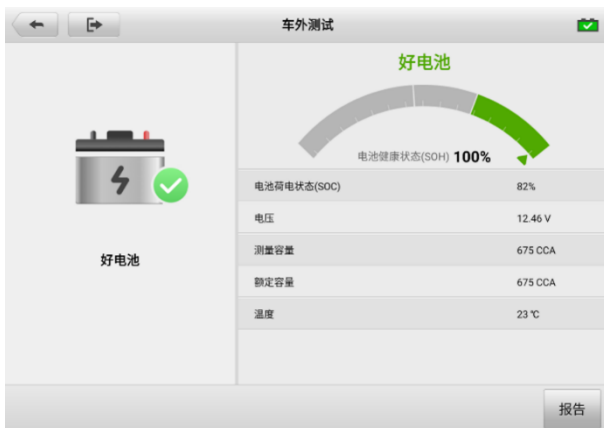 车外测试
好电池
电池健康状态(SOH) 100%
电池荷电状态(SOC) 82%
电压 12.46 V
测量容量 675 CCA
额定容量 675 CCA
温度 23 ℃
好电池
报告